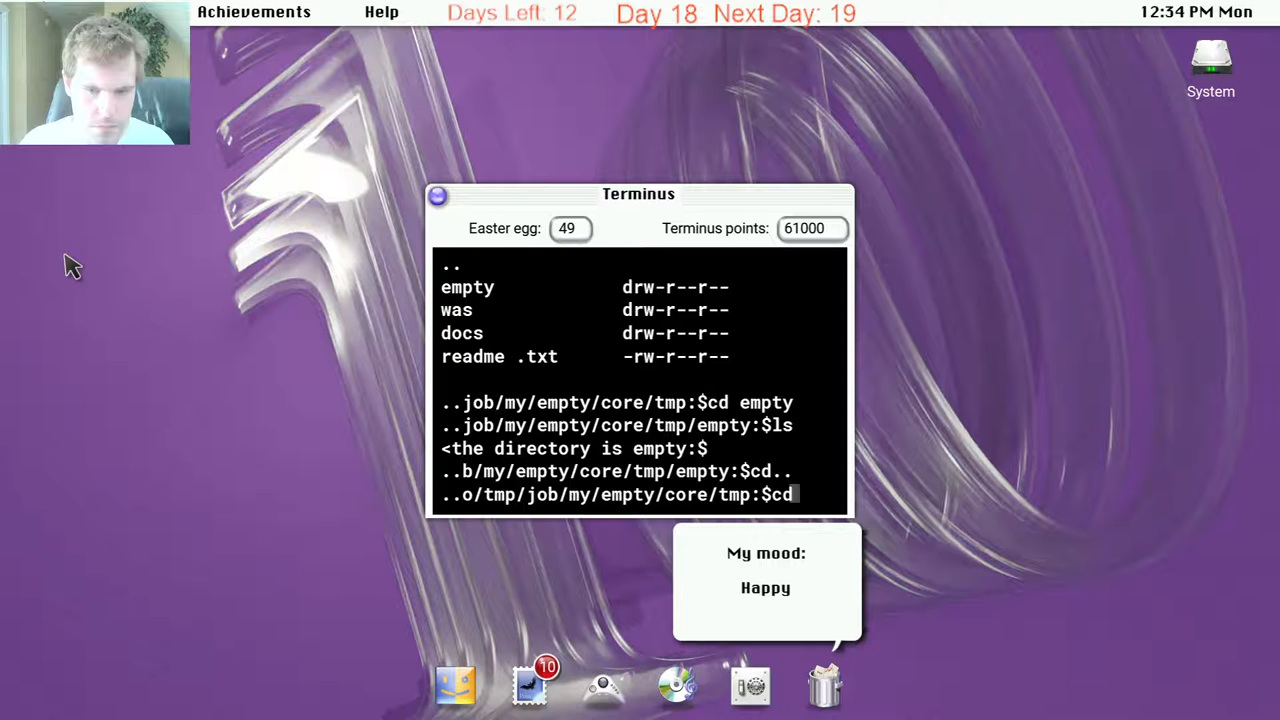 Achievements Help Days Left: 12 Day 18 Next Day: 19 12:34 PM Mon
System
Terminus
Easter egg: 49 Terminus points: 61000
..
empty drw-r--r--
was drw-r--r--
docs drw-r--r--
readme .txt -rw-r--r--
..job/my/empty/core/tmp:$cd empty
..job/my/empty/core/tmp/empty:$ls
<the directory is empty:$
..b/my/empty/core/tmp/empty:$cd..
..o/tmp/job/my/empty/core/tmp:$cd
My mood:
Happy
10